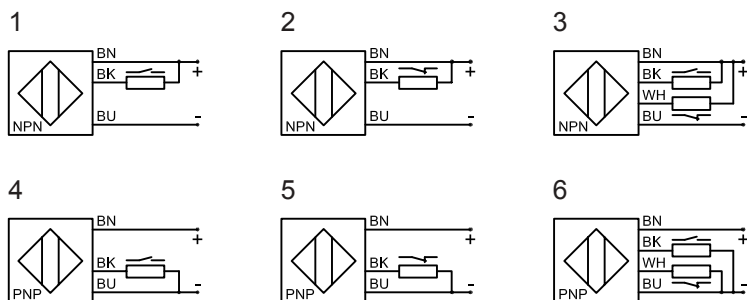 1
BN
BK
+
BU
-
NPN
2
BN
BK
+
BU
-
NPN
3
BN
BK
+
WH
BU
-
NPN
4
BN
+
BK
BU
-
PNP
5
BN
+
BK
BU
-
PNP
6
BN
+
BK
WH
BU
-
PNP